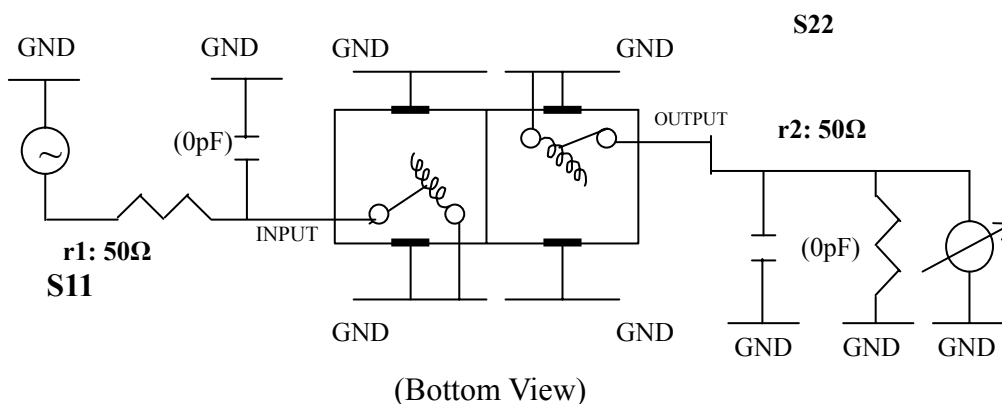 S22
GND
GND
GND
GND
(0pF)
OUTPUT
r2: 50Ω
~
INPUT
r1: 50Ω
S11
(0pF)
GND
GND
GND
GND
GND
(Bottom View)